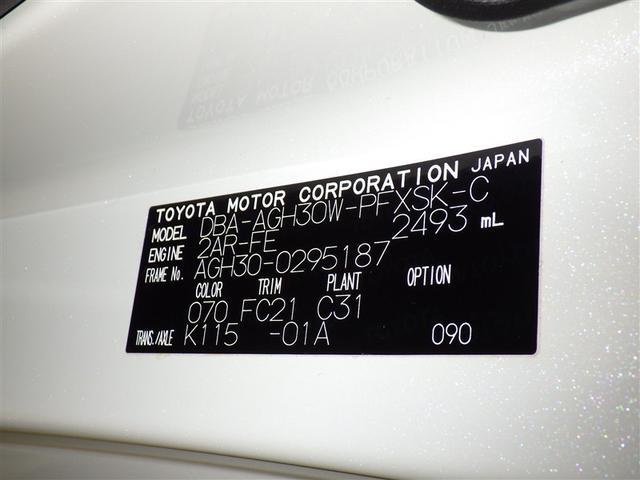 TOYOTA MOTOR CORPORATION JAPAN
MODEL DBA-AGH30W-PFXSK-C
ENGINE 2AR-FE 2493 mL
FRAME No. AGH30-0295187
COLOR TRIM PLANT OPTION
070 FC21 C31
TRANS./AXLE K115 -01A 090